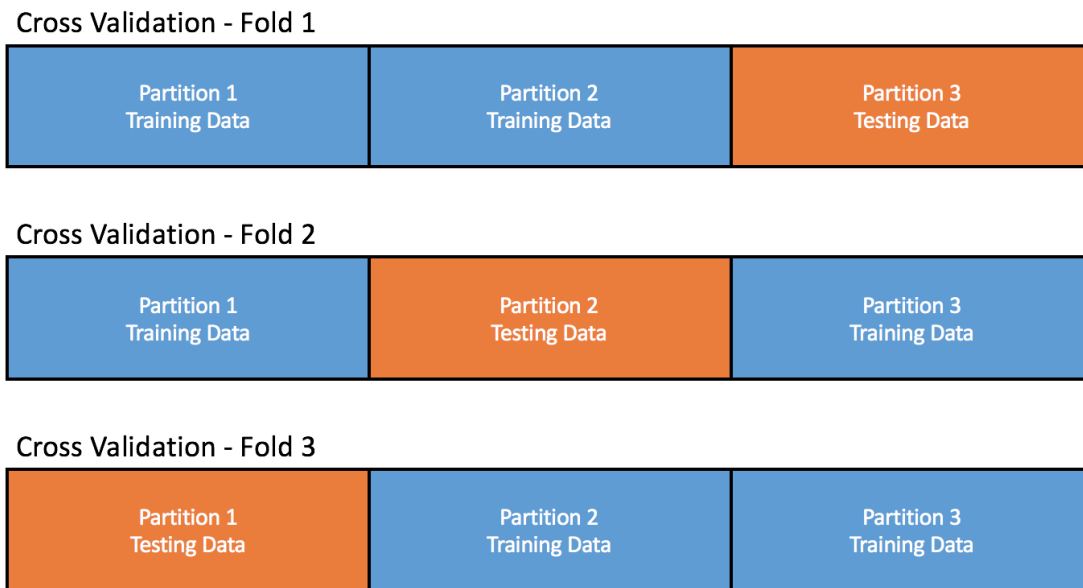 Cross Validation - Fold 1
Partition 1
Training Data
Partition 2
Training Data
Partition 3
Testing Data
Cross Validation - Fold 2
Partition 1
Training Data
Partition 2
Testing Data
Partition 3
Training Data
Cross Validation - Fold 3
Partition 1
Testing Data
Partition 2
Training Data
Partition 3
Training Data